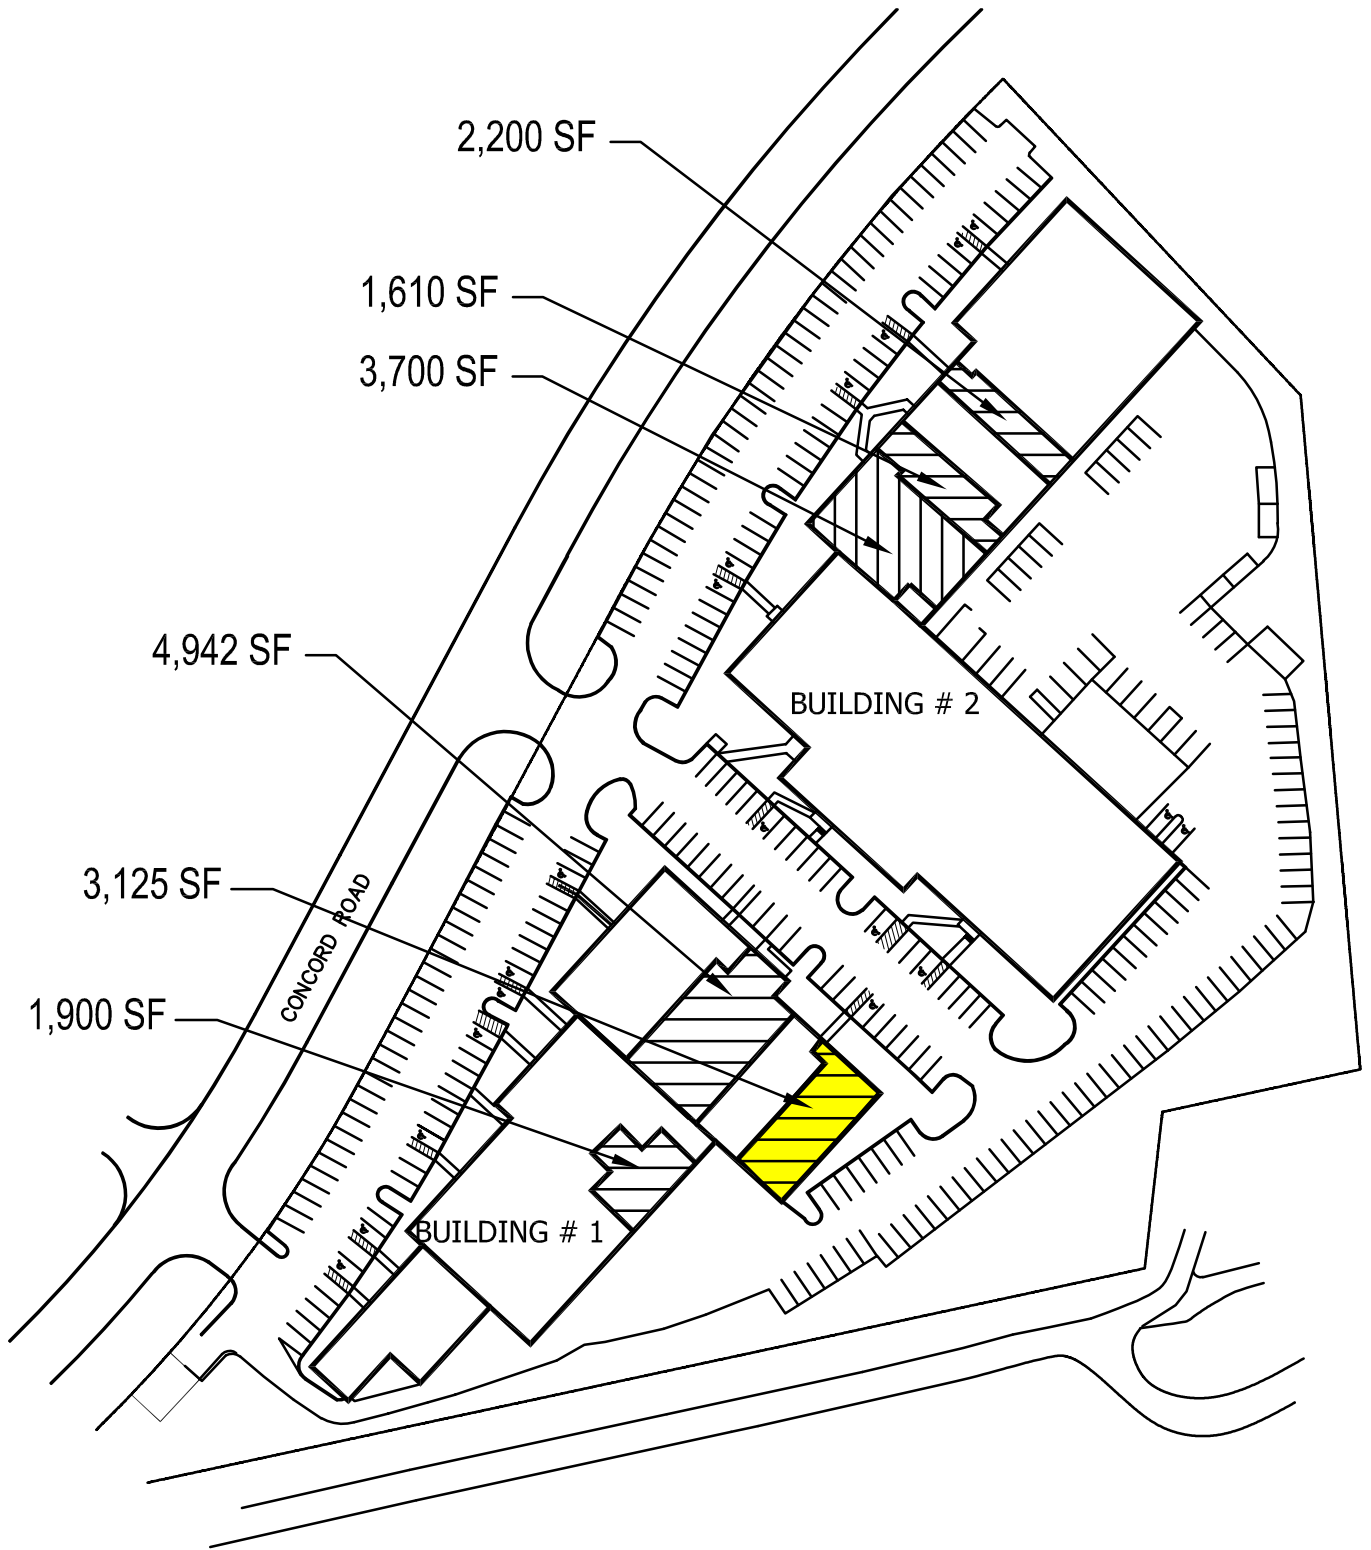 2,200 SF
1,610 SF
3,700 SF
4,942 SF
BUILDING # 2
3,125 SF
CONCORD ROAD
1,900 SF
BUILDING # 1